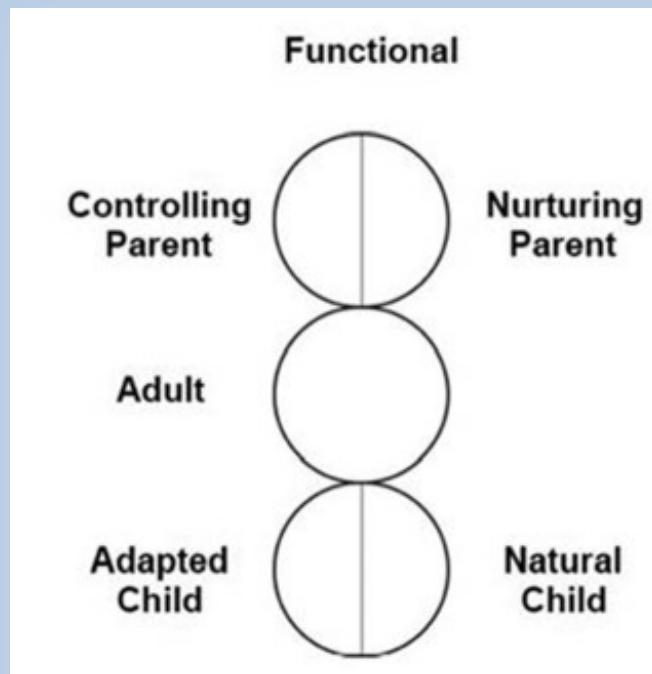 Functional
Controlling
Parent
Nurturing
Parent
Adult
Adapted
Child
Natural
Child